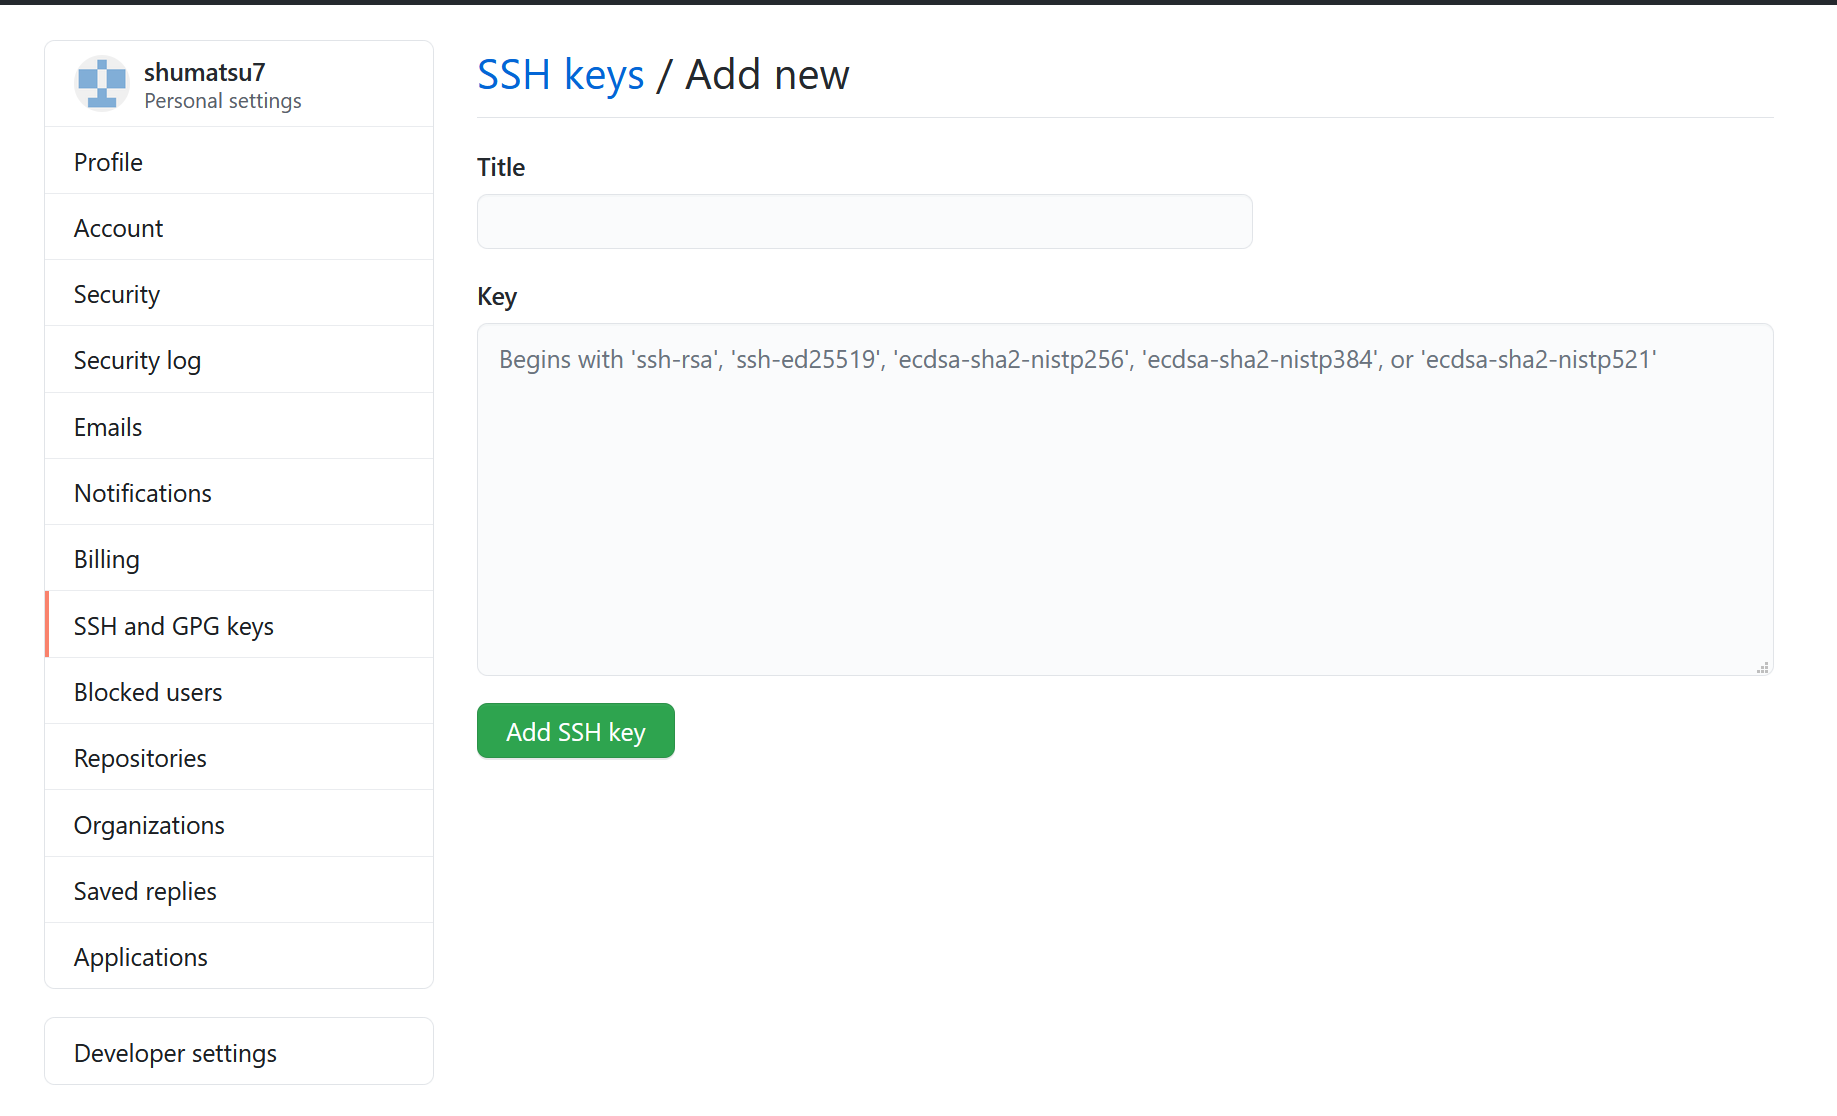 shumatsu7
Personal settings
Profile
Account
Security
Security log
Emails
Notifications
Billing
SSH and GPG keys
Blocked users
Repositories
Organizations
Saved replies
Applications
Developer settings
SSH keys / Add new
Title
Key
Begins with 'ssh-rsa', 'ssh-ed25519', 'ecdsa-sha2-nistp256', 'ecdsa-sha2-nistp384', or 'ecdsa-sha2-nistp521'
Add SSH key